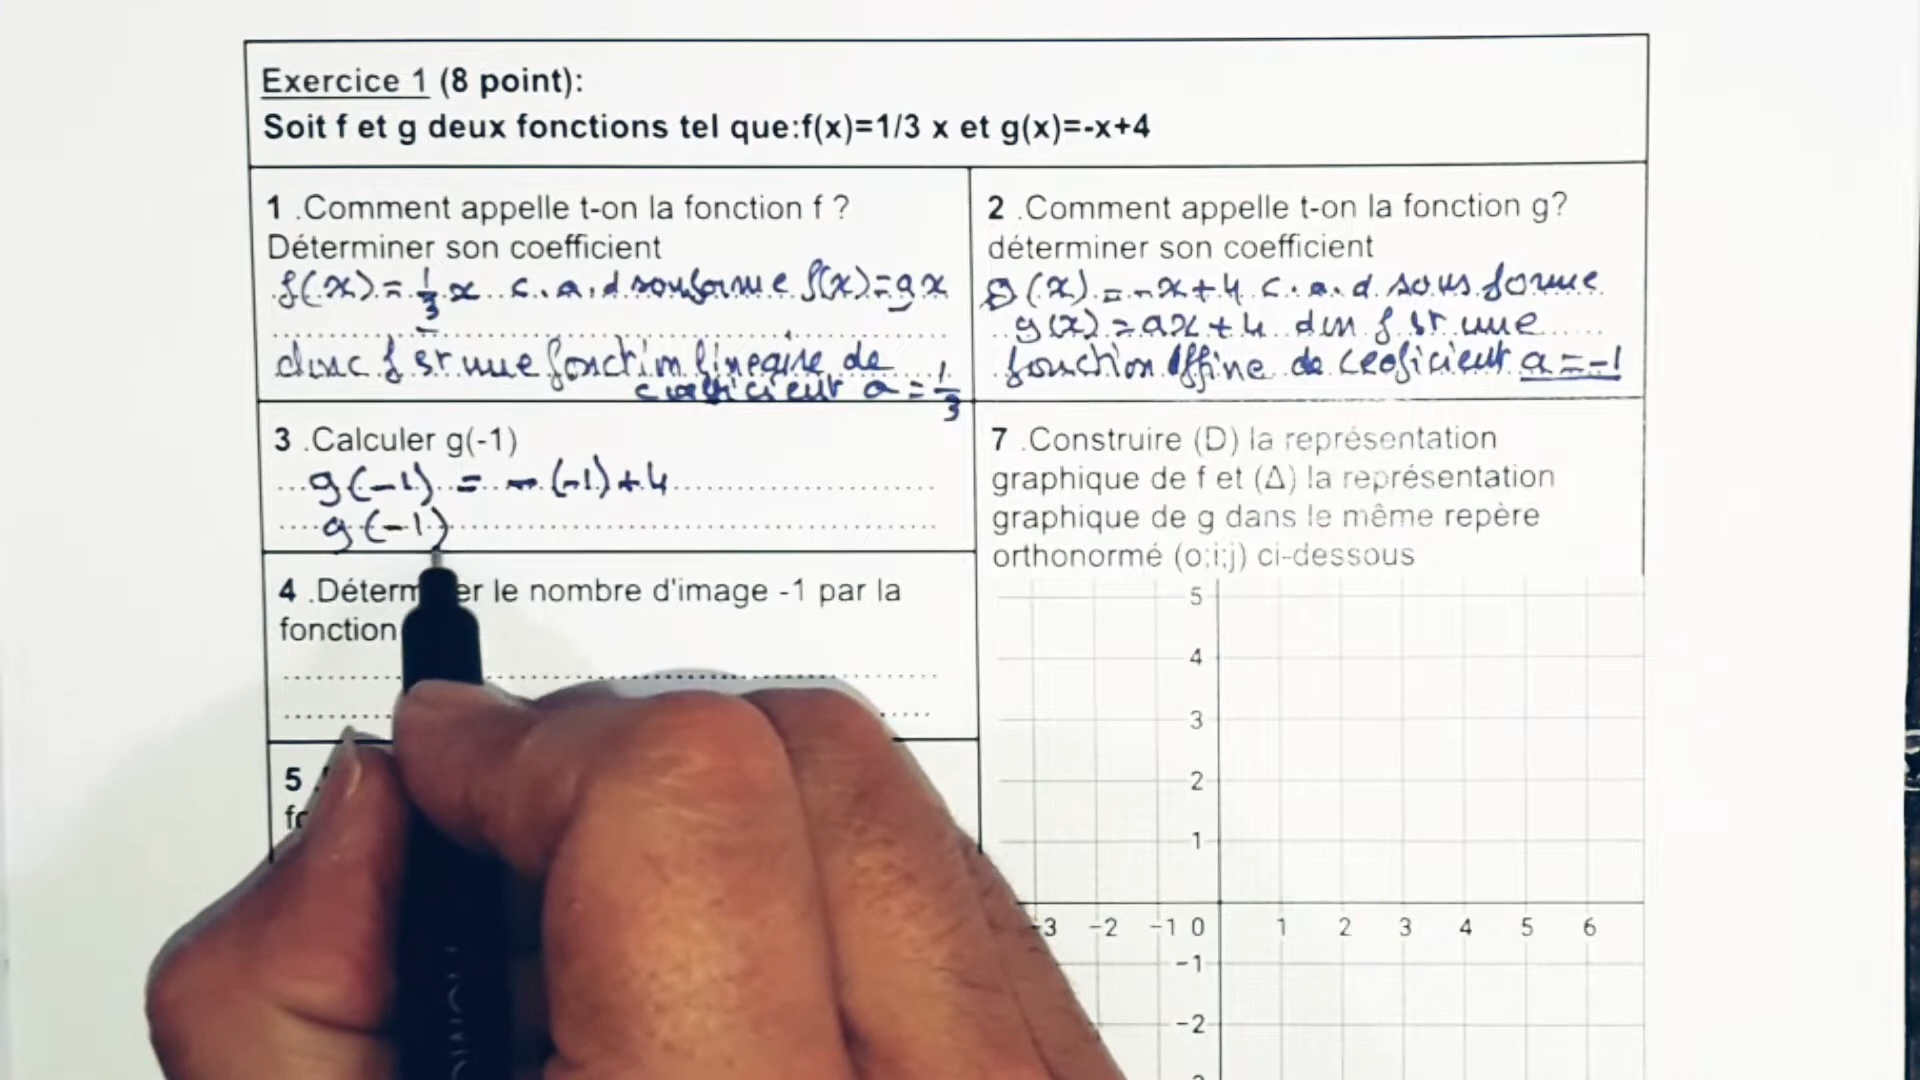 Exercice 1 (8 point):
Soit f et g deux fonctions tel que:f(x)=1/3 x et g(x)=-x+4
1 .Comment appelle t-on la fonction f ?
Déterminer son coefficient
f(x) = 1/3 x c.a.d sous forme f(x)=ax
donc f st une fonction lineaire de
coefficient a = 1/3
2 .Comment appelle t-on la fonction g?
déterminer son coefficient
g(x) = -x+4 c.a.d. sous forme
g(x) = ax + 4 f st une
fonction affine de coeficient a = -1
3 .Calculer g(-1)
g(-1) = -(-1)+4
g(-1)
4 er le nombre d'image -1 par la
fonction
5
7 .Construire (D) la représentation
graphique de f et (Δ) la représentation
graphique de g dans le même repère
orthonormé (o;i;j) ci-dessous
5
4
3
2
1
-3 -2 -1 0 1 2 3 4 5 6
-1
-2